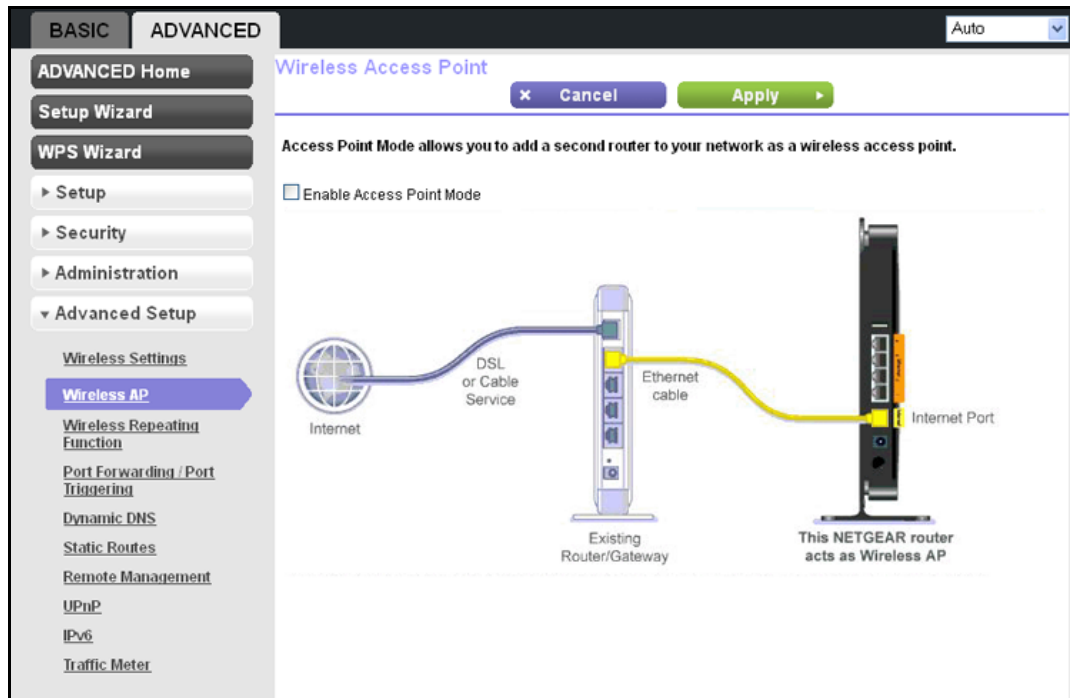 BASIC
ADVANCED
Auto
ADVANCED Home
Setup Wizard
WPS Wizard
Setup
Security
Administration
Advanced Setup
Wireless Settings
Wireless AP
Wireless Repeating
Function
Port Forwarding / Port
Triggering
Dynamic DNS
Static Routes
Remote Management
UPnP
IPv6
Traffic Meter
Wireless Access Point
Cancel
Apply
Access Point Mode allows you to add a second router to your network as a wireless access point.
Enable Access Point Mode
Internet
DSL
or Cable
Service
Ethernet
cable
Internet Port
Existing
Router/Gateway
This NETGEAR router
acts as Wireless AP